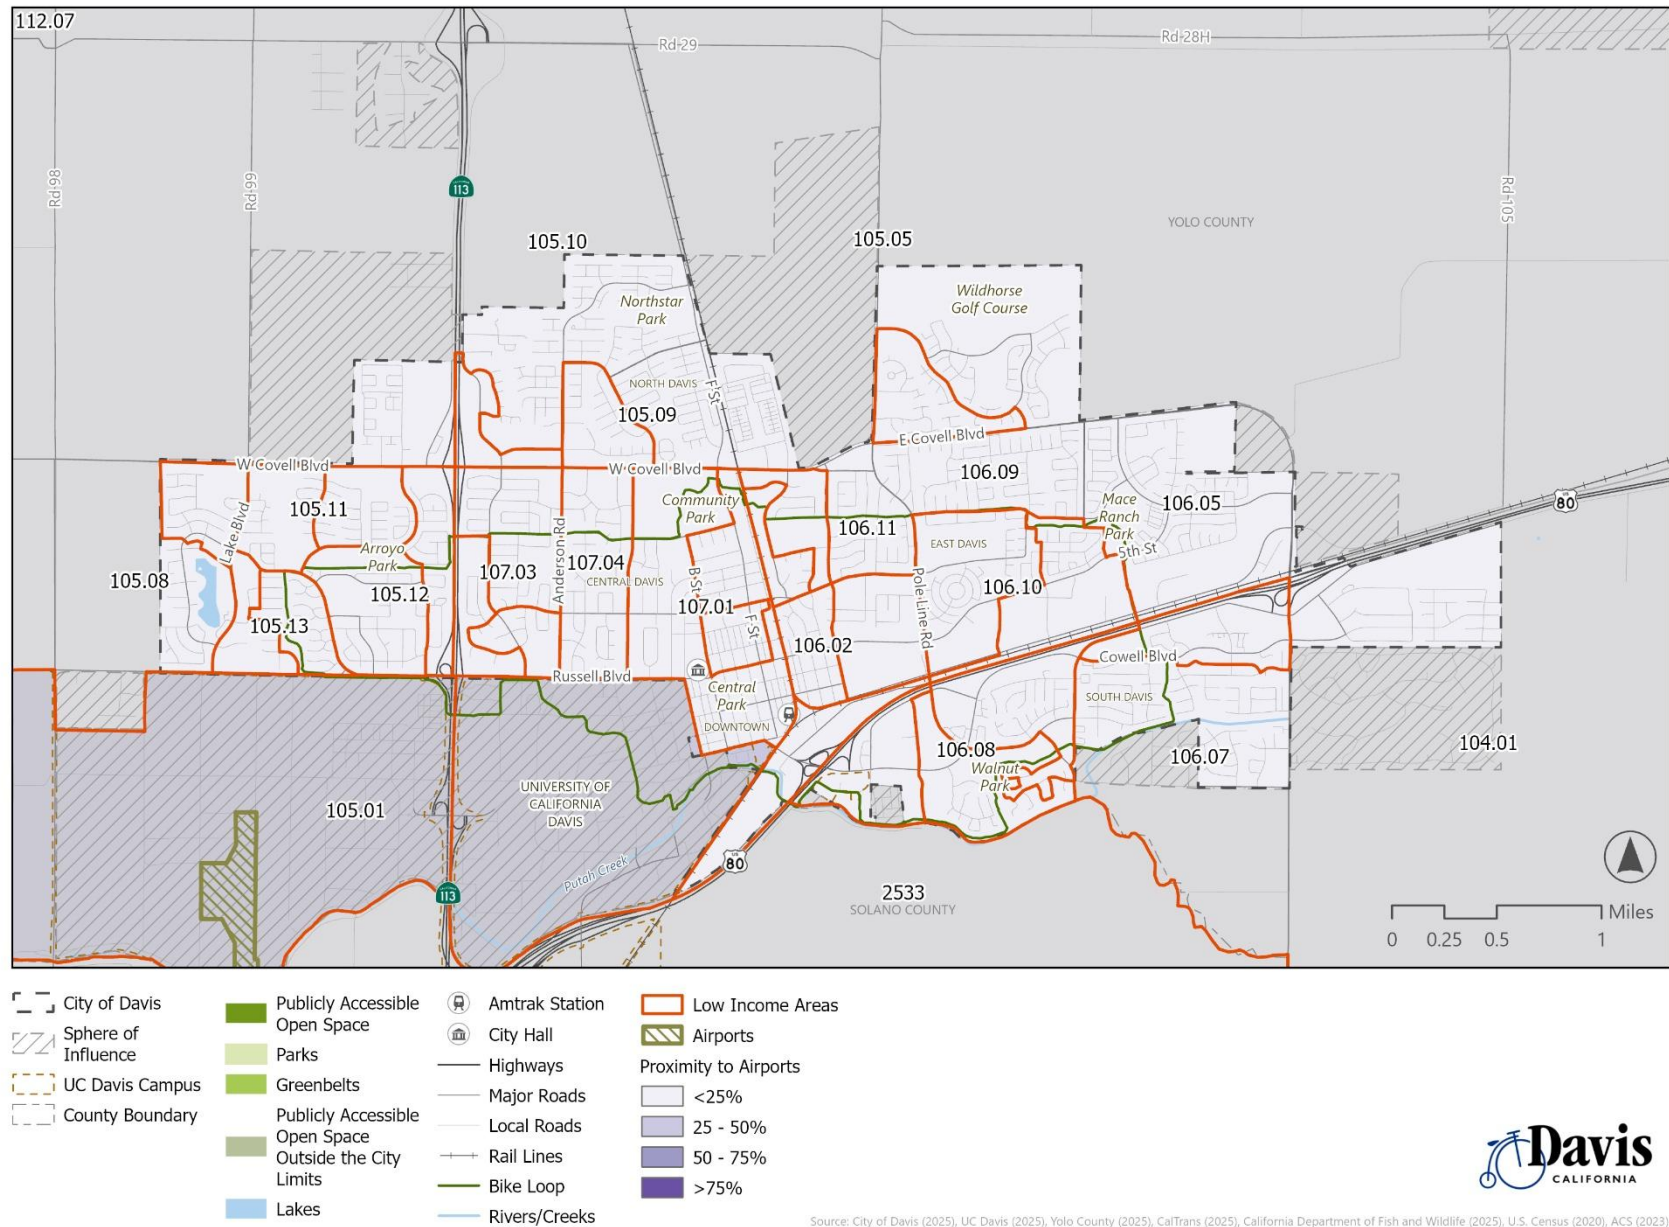 112.07
Rd 29
Rd 28H
Rd 98
Rd 99
113
Rd 105
YOLO COUNTY
105.10
105.05
Northstar
Park
Wildhorse
Golf Course
NORTH DAVIS
105.09
F St
E Covell Blvd
W Covell Blvd
W Covell Blvd
106.09
Community
Park
Mace
Ranch
Park
106.05
80
105.11
Lake Blvd
Arroyo
Park
Anderson Rd
106.11
EAST DAVIS
5th St
105.08
107.03
107.04
CENTRAL DAVIS
B St
107.01
F St
Pole Line Rd
106.10
105.12
105.13
106.02
Cowell Blvd
Russell Blvd
Central
Park
DOWNTOWN
SOUTH DAVIS
106.08
Walnut
Park
106.07
104.01
UNIVERSITY OF
CALIFORNIA
DAVIS
105.01
Putah Creek
US
80
113
2533
SOLANO COUNTY
Miles
0 0.25 0.5 1
City of Davis
Sphere of
Influence
UC Davis Campus
County Boundary
Publicly Accessible
Open Space
Parks
Greenbelts
Publicly Accessible
Open Space
Outside the City
Limits
Lakes
Amtrak Station
City Hall
Highways
Major Roads
Local Roads
Rail Lines
Bike Loop
Rivers/Creeks
Low Income Areas
Airports
Proximity to Airports
<25%
25 - 50%
50 - 75%
>75%
Davis
CALIFORNIA
Source: City of Davis (2025), UC Davis (2025), Yolo County (2025), CalTrans (2025), California Department of Fish and Wildlife (2025), U.S. Census (2020), ACS (2023)